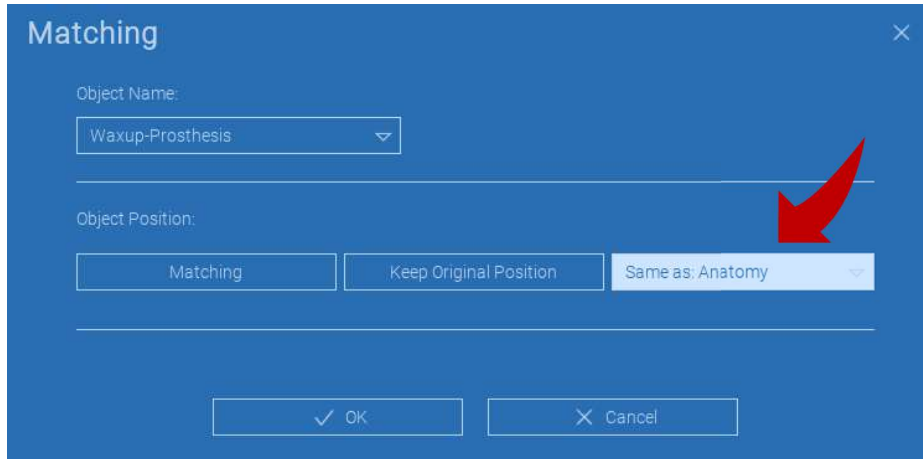 Matching
Object Name:
Waxup-Prosthesis
Object Position:
Matching
Keep Original Position
Same as: Anatomy
OK
Cancel